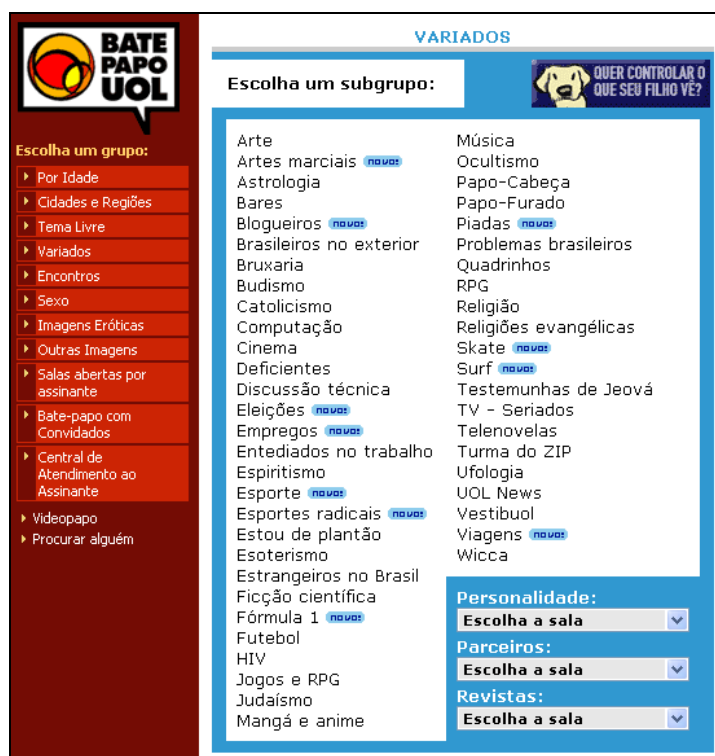 BATE
PAPO
UOL
Escolha um grupo:
Por Idade
Cidades e Regiões
Tema Livre
Variados
Encontros
Sexo
Imagens Eróticas
Outras Imagens
Salas abertas por
assinante
Bate-papo com
Convidados
Central de
Atendimento ao
Assinante
Videopapo
Procurar alguém
VARIADOS
Escolha um subgrupo:
QUER CONTROLAR O
QUE SEU FILHO VÊ?
Arte
Artes marciais novo!
Astrologia
Bares
Blogueiros novo!
Brasileiros no exterior
Bruxaria
Budismo
Catolicismo
Computação
Cinema
Deficientes
Discussão técnica
Eleições novo!
Empregos novo!
Entediados no trabalho
Espiritismo
Esporte novo!
Esportes radicais novo!
Estou de plantão
Esoterismo
Estrangeiros no Brasil
Ficção científica
Fórmula 1 novo!
Futebol
HIV
Jogos e RPG
Judaísmo
Mangá e anime
Música
Ocultismo
Papo-Cabeça
Papo-Furado
Piadas novo!
Problemas brasileiros
Quadrinhos
RPG
Religião
Religiões evangélicas
Skate novo!
Surf novo!
Testemunhas de Jeová
TV - Seriados
Telenovelas
Turma do ZIP
Ufologia
UOL News
Vestibuol
Viagens novo!
Wicca
Personalidade:
Escolha a sala
Parceiros:
Escolha a sala
Revistas:
Escolha a sala